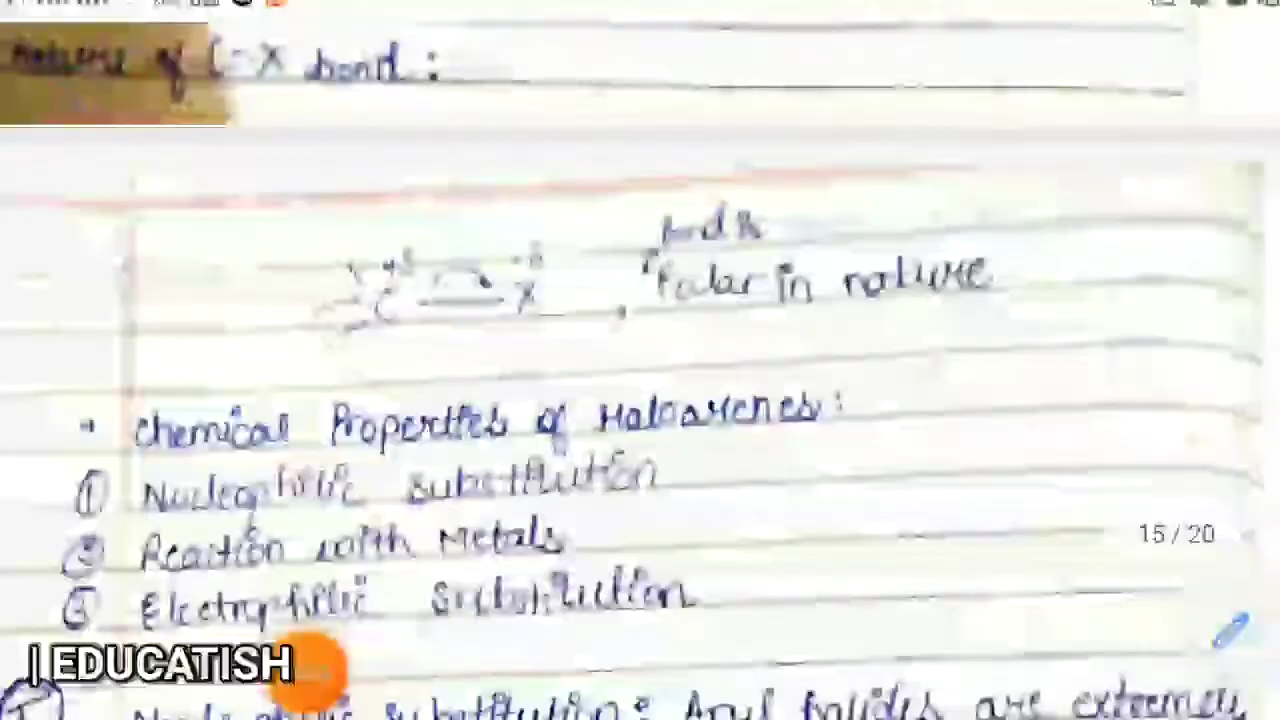 Nature of C-X bond :
And is
+δ -δ
C X Polar in nature
• Chemical Properties of Haloarenes :
① Nucleophilic Substitution
② Reaction with Metals
15 / 20
③ Electrophilic Substitution
| EDUCATISH
substitution : Aryl halides are extremely